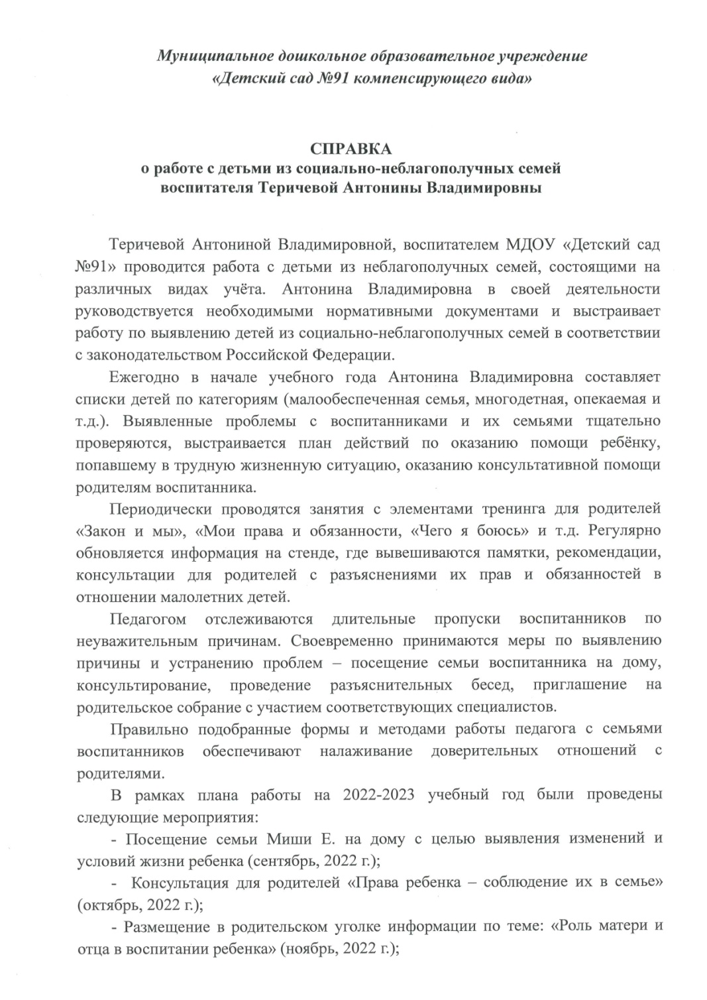 Муниципальное дошкольное образовательное учреждение
«Детский сад №91 компенсирующего вида»
СПРАВКА
о работе с детьми из социально-неблагополучных семей
воспитателя Теричевой Антонины Владимировны
Теричевой Антониной Владимировной, воспитателем МДОУ «Детский сад
№91» проводится работа с детьми из неблагополучных семей, состоящими на
различных видах учёта. Антонина Владимировна в своей деятельности
руководствуется необходимыми нормативными документами и выстраивает
работу по выявлению детей из социально-неблагополучных семей в соответствии
с законодательством Российской Федерации.
Ежегодно в начале учебного года Антонина Владимировна составляет
списки детей по категориям (малообеспеченная семья, многодетная, опекаемая и
т.д.). Выявленные проблемы с воспитанниками и их семьями тщательно
проверяются, выстраивается план действий по оказанию помощи ребёнку,
попавшему в трудную жизненную ситуацию, оказанию консультативной помощи
родителям воспитанника.
Периодически проводятся занятия с элементами тренинга для родителей
«Закон и мы», «Мои права и обязанности, «Чего я боюсь» и т.д. Регулярно
обновляется информация на стенде, где вывешиваются памятки, рекомендации,
консультации для родителей с разъяснениями их прав и обязанностей в
отношении малолетних детей.
Педагогом отслеживаются длительные пропуски воспитанников по
неуважительным причинам. Своевременно принимаются меры по выявлению
причины и устранению проблем – посещение семьи воспитанника на дому,
консультирование, проведение разъяснительных бесед, приглашение на
родительское собрание с участием соответствующих специалистов.
Правильно подобранные формы и методами работы педагога с семьями
воспитанников обеспечивают налаживание доверительных отношений с
родителями.
В рамках плана работы на 2022-2023 учебный год были проведены
следующие мероприятия:
- Посещение семьи Миши Е. на дому с целью выявления изменений и
условий жизни ребенка (сентябрь, 2022 г.);
- Консультация для родителей «Права ребенка – соблюдение их в семье»
(октябрь, 2022 г.);
- Размещение в родительском уголке информации по теме: «Роль матери и
отца в воспитании ребенка» (ноябрь, 2022 г.);